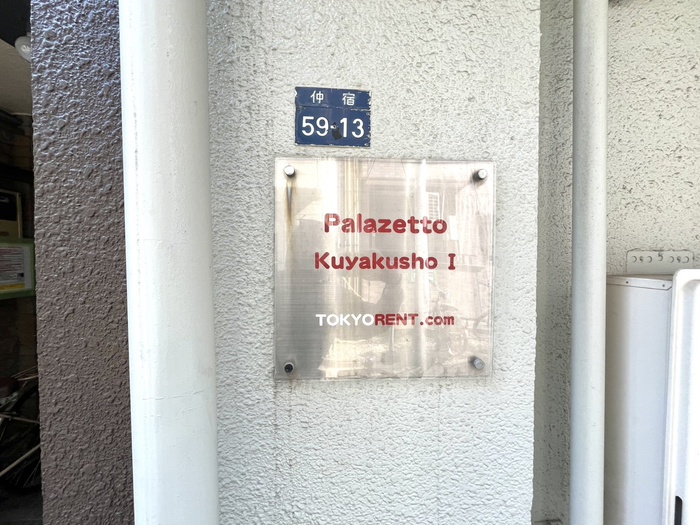 仲宿
59-13
Palazetto
Kuyakusho I
TOKYORENT.com